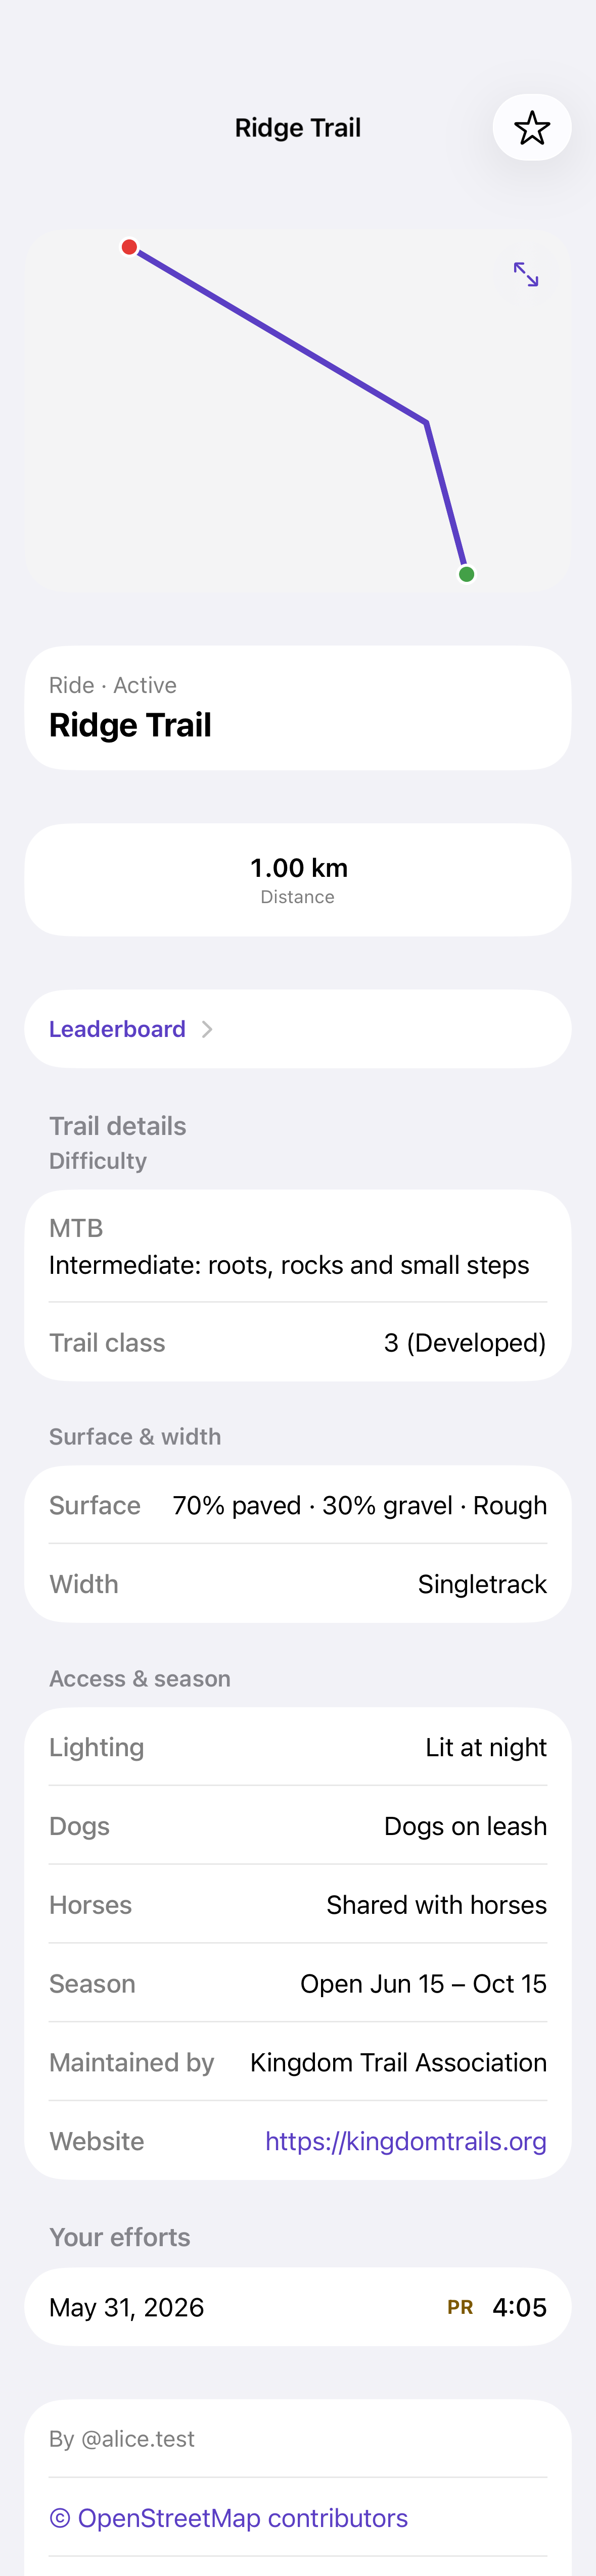 Ridge Trail
Ride · Active
Ridge Trail
1.00 km
Distance
Leaderboard
Trail details
Difficulty
MTB
Intermediate: roots, rocks and small steps
Trail class 3 (Developed)
Surface & width
Surface 70% paved · 30% gravel · Rough
Width Singletrack
Access & season
Lighting Lit at night
Dogs Dogs on leash
Horses Shared with horses
Season Open Jun 15 – Oct 15
Maintained by Kingdom Trail Association
Website https://kingdomtrails.org
Your efforts
May 31, 2026 PR 4:05
By @alice.test
© OpenStreetMap contributors